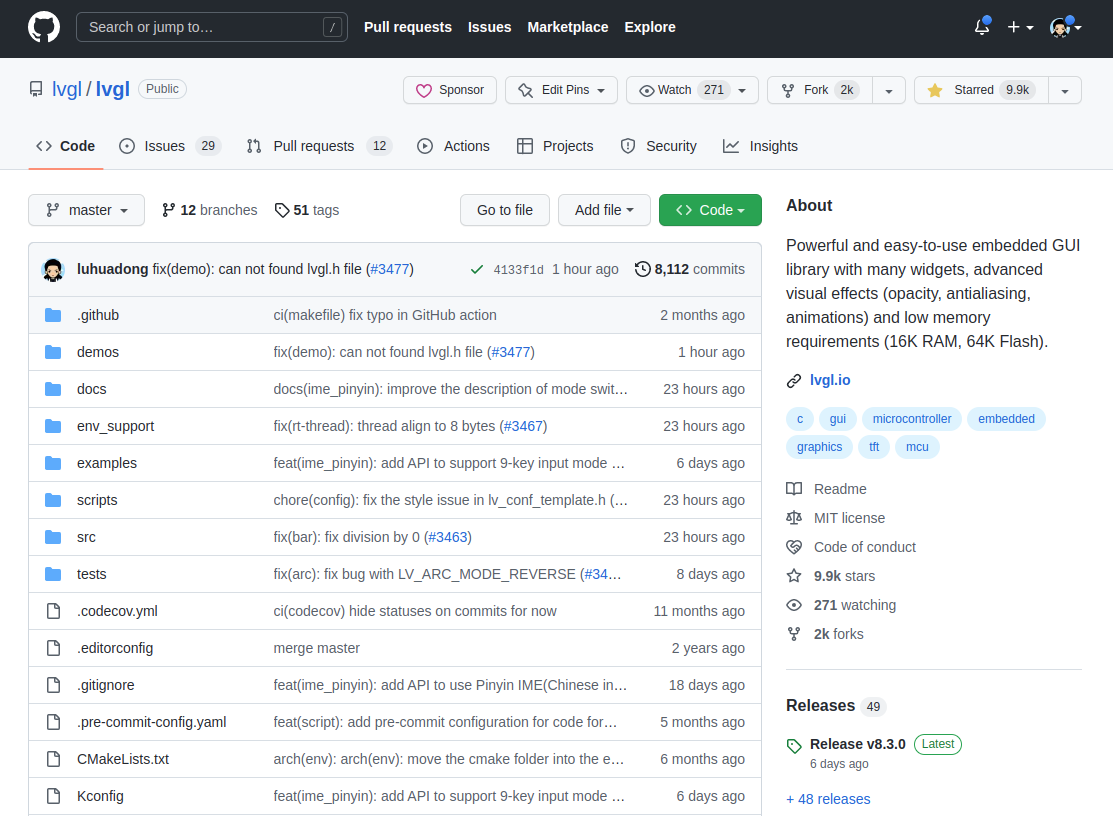 Search or jump to… / Pull requests Issues Marketplace Explore
lvgl / lvgl Public Sponsor Edit Pins Watch 271 Fork 2k Starred 9.9k
Code Issues 29 Pull requests 12 Actions Projects Security Insights
master 12 branches 51 tags Go to file Add file Code
luhuadong fix(demo): can not found lvgl.h file (#3477) 4133f1d 1 hour ago 8,112 commits
.github ci(makefile) fix typo in GitHub action 2 months ago
demos fix(demo): can not found lvgl.h file (#3477) 1 hour ago
docs docs(ime_pinyin): improve the description of mode swit… 23 hours ago
env_support fix(rt-thread): thread align to 8 bytes (#3467) 23 hours ago
examples feat(ime_pinyin): add API to support 9-key input mode … 6 days ago
scripts chore(config): fix the style issue in lv_conf_template.h (… 23 hours ago
src fix(bar): fix division by 0 (#3463) 23 hours ago
tests fix(arc): fix bug with LV_ARC_MODE_REVERSE (#34… 8 days ago
.codecov.yml ci(codecov) hide statuses on commits for now 11 months ago
.editorconfig merge master 2 years ago
.gitignore feat(ime_pinyin): add API to use Pinyin IME(Chinese in… 18 days ago
.pre-commit-config.yaml feat(script): add pre-commit configuration for code for… 5 months ago
CMakeLists.txt arch(env): arch(env): move the cmake folder into the e… 6 months ago
Kconfig feat(ime_pinyin): add API to support 9-key input mode … 6 days ago
About
Powerful and easy-to-use embedded GUI
library with many widgets, advanced
visual effects (opacity, antialiasing,
animations) and low memory
requirements (16K RAM, 64K Flash).
lvgl.io
c gui microcontroller embedded
graphics tft mcu
Readme
MIT license
Code of conduct
9.9k stars
271 watching
2k forks
Releases 49
Release v8.3.0 Latest
6 days ago
+ 48 releases